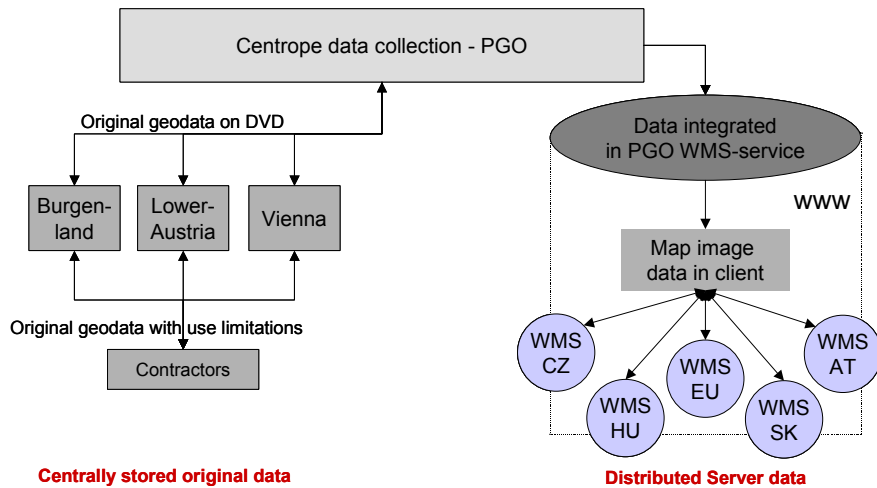 Centrope data collection - PGO
Original geodata on DVD
Data integrated
in PGO WMS-service
www
Burgen-
land
Lower-
Austria
Vienna
Map image
data in client
Original geodata with use limitations
Contractors
WMS
CZ
WMS
HU
WMS
EU
WMS
SK
WMS
AT
Centrally stored original data
Distributed Server data